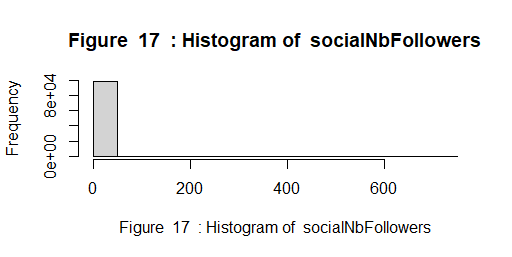 Figure 17 : Histogram of socialNbFollowers
Frequency
8e+04
0e+00
0 200 400 600
Figure 17 : Histogram of socialNbFollowers